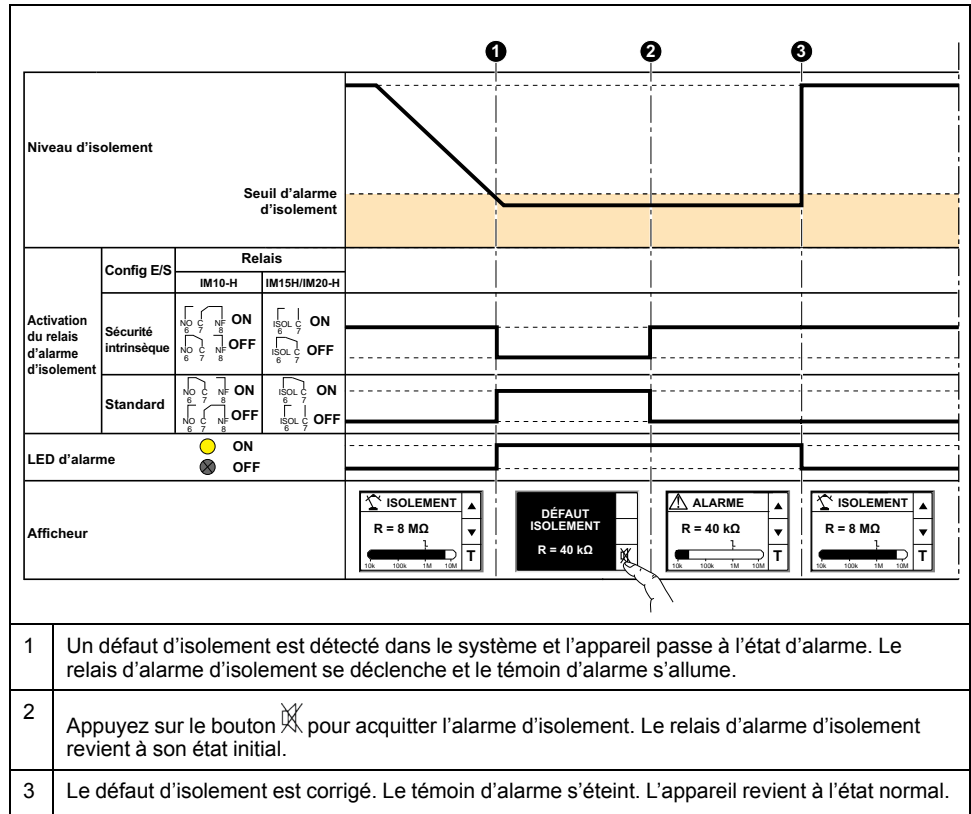 1 2 3
Niveau d'isolement
Seuil d'alarme
d'isolement
Activation
du relais
d'alarme
d'isolement
Config E/S
Relais
IM10-H
IM15H/IM20-H
Sécurité
intrinsèque
NO C NF ON
6 7 8
NO C NF OFF
6 7 8
ISOL C ON
6 7
ISOL C OFF
6 7
Standard
NO C NF ON
6 7 8
NO C NF OFF
6 7 8
ISOL C ON
6 7
ISOL C OFF
6 7
LED d'alarme
ON
OFF
Afficheur
ISOLEMENT
R = 8 MΩ
10k 100k 1M 10M
T
DÉFAUT
ISOLEMENT
R = 40 kΩ
ALARME
R = 40 kΩ
10k 100k 1M 10M
T
ISOLEMENT
R = 8 MΩ
10k 100k 1M 10M
T
1 Un défaut d'isolement est détecté dans le système et l'appareil passe à l'état d'alarme. Le
relais d'alarme d'isolement se déclenche et le témoin d'alarme s'allume.
2 Appuyez sur le bouton pour acquitter l'alarme d'isolement. Le relais d'alarme d'isolement
revient à son état initial.
3 Le défaut d'isolement est corrigé. Le témoin d'alarme s'éteint. L'appareil revient à l'état normal.